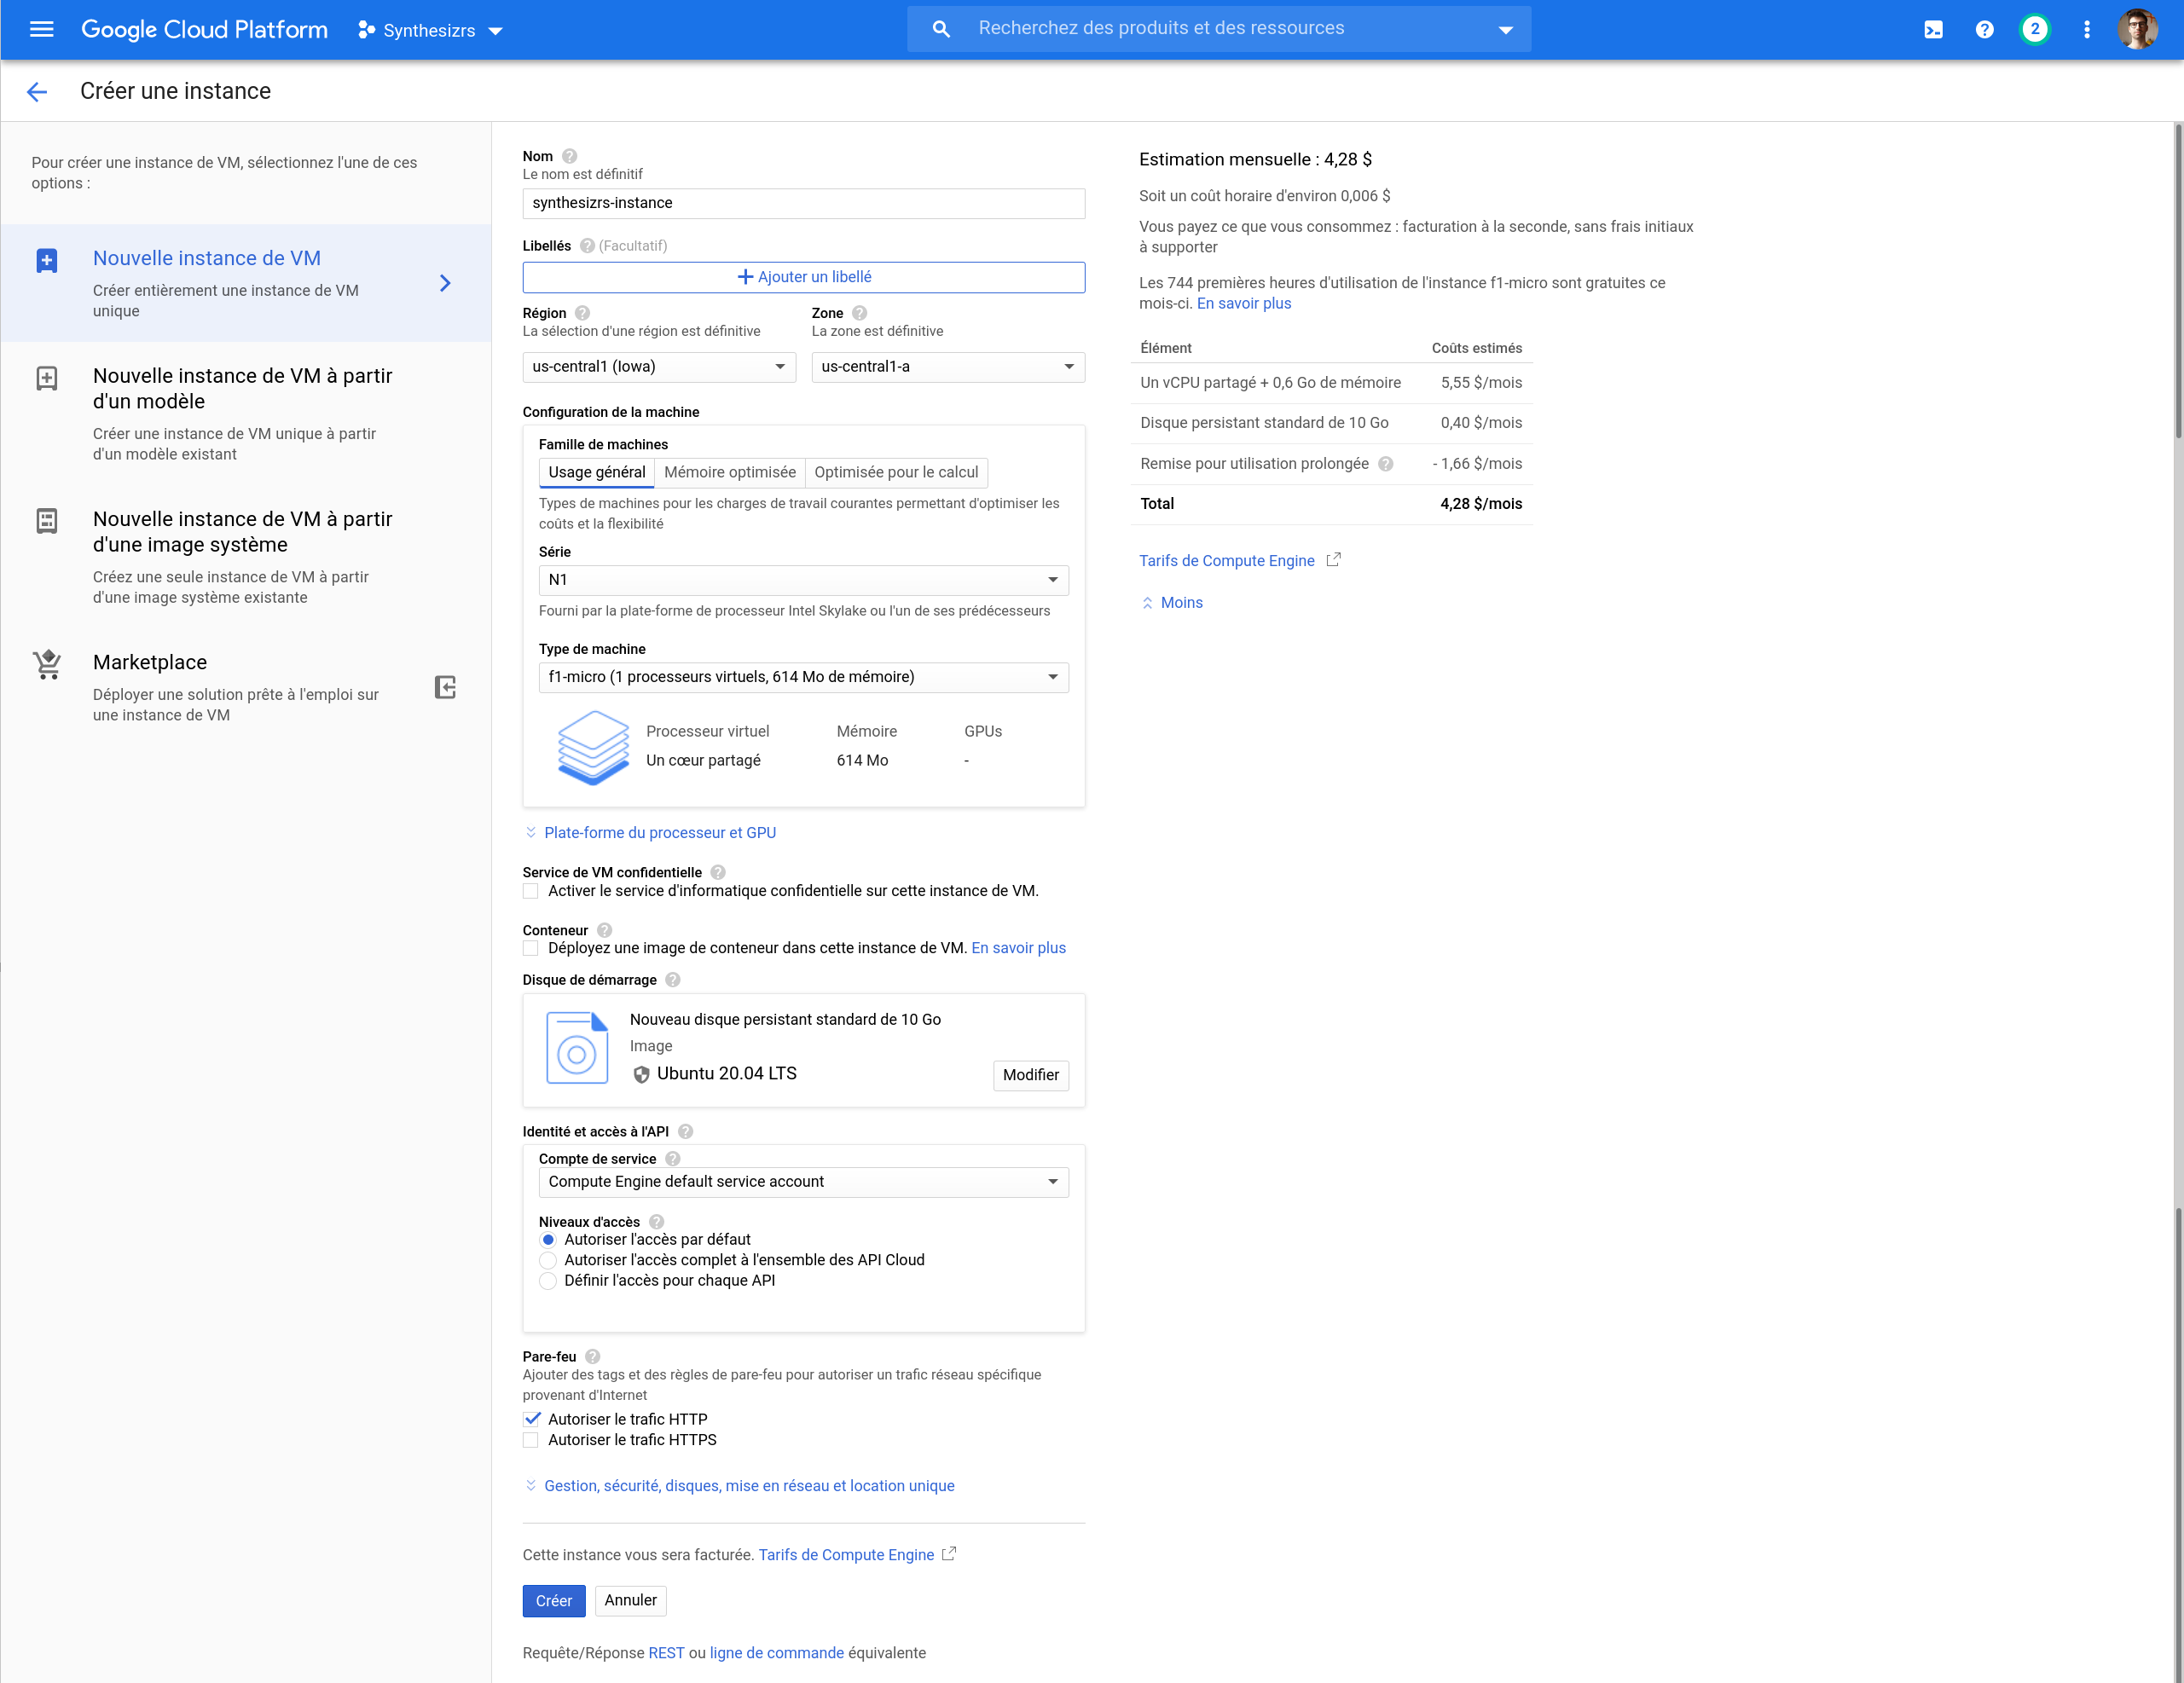 Google Cloud Platform
Synthesizrs
Recherchez des produits et des ressources
2
Créer une instance
Pour créer une instance de VM, sélectionnez l'une de ces
options :
Nouvelle instance de VM
Créer entièrement une instance de VM
unique
Nouvelle instance de VM à partir
d'un modèle
Créer une instance de VM unique à partir
d'un modèle existant
Nouvelle instance de VM à partir
d'une image système
Créez une seule instance de VM à partir
d'une image système existante
Marketplace
Déployer une solution prête à l'emploi sur
une instance de VM
Nom
Le nom est définitif
synthesizrs-instance
Libellés (Facultatif)
Ajouter un libellé
Région
La sélection d'une région est définitive
us-central1 (Iowa)
Zone
La zone est définitive
us-central1-a
Configuration de la machine
Famille de machines
Usage général Mémoire optimisée Optimisée pour le calcul
Types de machines pour les charges de travail courantes permettant d'optimiser les
coûts et la flexibilité
Série
N1
Fourni par la plate-forme de processeur Intel Skylake ou l'un de ses prédécesseurs
Type de machine
f1-micro (1 processeurs virtuels, 614 Mo de mémoire)
Processeur virtuel Mémoire GPUs
Un cœur partagé 614 Mo -
Plate-forme du processeur et GPU
Service de VM confidentielle
Activer le service d'informatique confidentielle sur cette instance de VM.
Conteneur
Déployez une image de conteneur dans cette instance de VM. En savoir plus
Disque de démarrage
Nouveau disque persistant standard de 10 Go
Image
Ubuntu 20.04 LTS
Modifier
Identité et accès à l'API
Compte de service
Compute Engine default service account
Niveaux d'accès
Autoriser l'accès par défaut
Autoriser l'accès complet à l'ensemble des API Cloud
Définir l'accès pour chaque API
Pare-feu
Ajouter des tags et des règles de pare-feu pour autoriser un trafic réseau spécifique
provenant d'Internet
Autoriser le trafic HTTP
Autoriser le trafic HTTPS
Gestion, sécurité, disques, mise en réseau et location unique
Cette instance vous sera facturée. Tarifs de Compute Engine
Créer Annuler
Requête/Réponse REST ou ligne de commande équivalente
Estimation mensuelle : 4,28 $
Soit un coût horaire d'environ 0,006 $
Vous payez ce que vous consommez : facturation à la seconde, sans frais initiaux
à supporter
Les 744 premières heures d'utilisation de l'instance f1-micro sont gratuites ce
mois-ci. En savoir plus
Élément Coûts estimés
Un vCPU partagé + 0,6 Go de mémoire 5,55 $/mois
Disque persistant standard de 10 Go 0,40 $/mois
Remise pour utilisation prolongée - 1,66 $/mois
Total 4,28 $/mois
Tarifs de Compute Engine
Moins